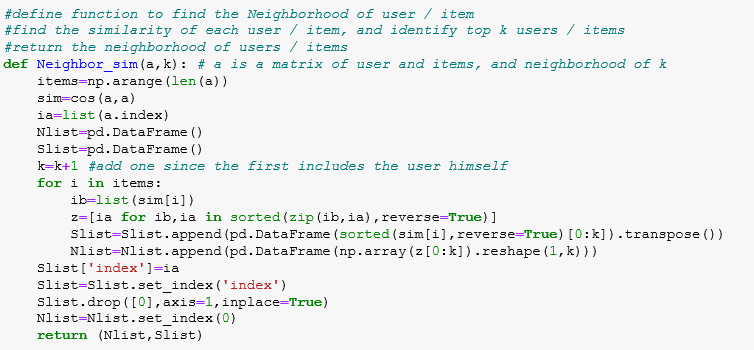 #define function to find the Neighborhood of user / item
#find the similarity of each user / item, and identify top k users / items
#return the neighborhood of users / items
def Neighbor_sim(a,k): # a is a matrix of user and items, and neighborhood of k
    items=np.arange(len(a))
    sim=cos(a,a)
    ia=list(a.index)
    Nlist=pd.DataFrame()
    Slist=pd.DataFrame()
    k=k+1 #add one since the first includes the user himself
    for i in items:
        ib=list(sim[i])
        z=[ia for ib,ia in sorted(zip(ib,ia),reverse=True)]
        Slist=Slist.append(pd.DataFrame(sorted(sim[i],reverse=True)[0:k]).transpose())
        Nlist=Nlist.append(pd.DataFrame(np.array(z[0:k]).reshape(1,k)))
    Slist['index']=ia
    Slist=Slist.set_index('index')
    Slist.drop([0],axis=1,inplace=True)
    Nlist=Nlist.set_index(0)
    return (Nlist,Slist)